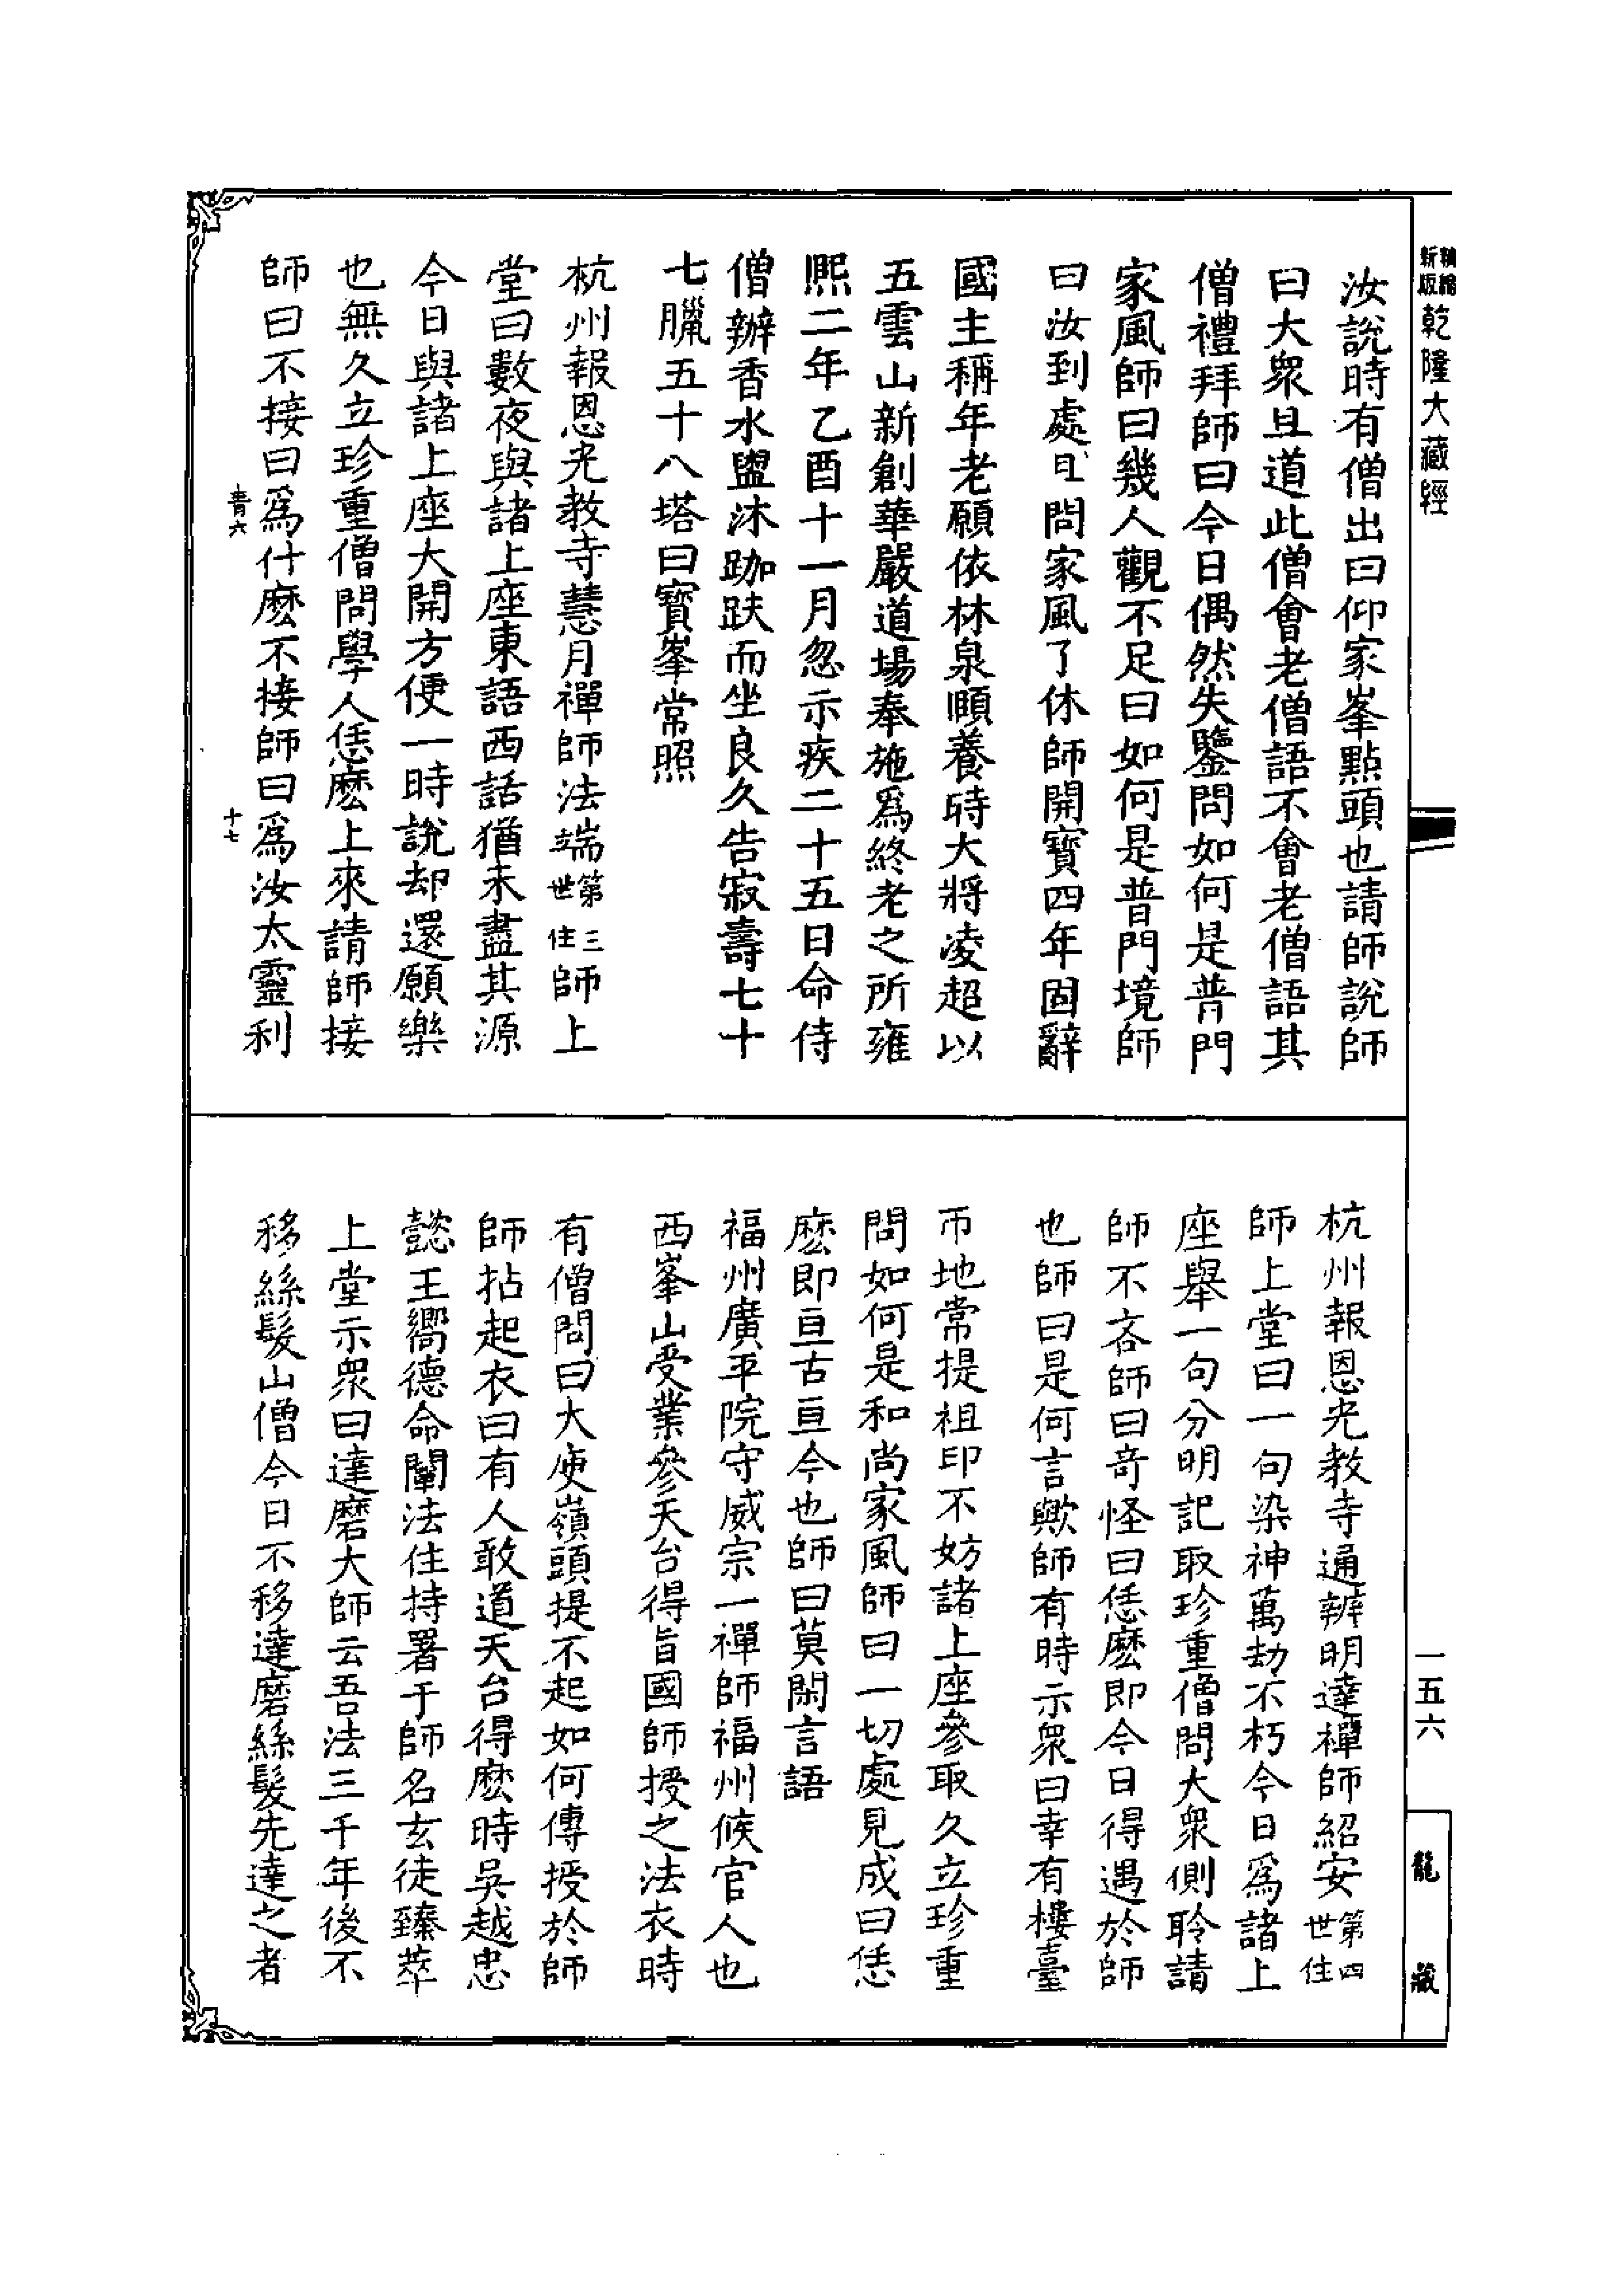 新版
精縮
乾隆大藏經
汝說時有僧出曰仰家峯點頭也請師說師
曰大衆且道此僧會老僧語不會老僧語其
僧禮拜師曰今日偶然失鑒問如何是普門
家風師曰幾人觀不足曰如何是普門境師
曰汝到處且問家風了休師開寶四年固辭
國主稱年老願依林泉頤養時大將凌超以
五雲山新創華嚴道場奉施爲終老之所雍
熙二年乙酉十一月忽示疾二十五日命侍
僧辦香水盥沐跏趺而坐良久告寂壽七十
七臘五十八塔曰寶峯常照
杭州報恩光教寺慧月禪師法端第三世住師上
堂曰數夜與諸上座東語西話猶未盡其源
今日與諸上座大開方便一時說却還願樂
也無久立珍重僧問學人恁麽上來請師接
師曰不接曰爲什麽不接師曰爲汝太靈利
青六
十七
杭州報恩光教寺通辨明達禪師紹安第四世住
師上堂曰一句染神萬劫不朽今日爲諸上
座舉一句分明記取珍重僧問大衆側聆請
師不吝師曰奇怪曰恁麽即今日得遇於師
也師曰是何言歟師有時示衆曰幸有樓臺
帀地常提祖印不妨諸上座參取久立珍重
問如何是和尚家風師曰一切處見成曰恁
麽即亘古亘今也師曰莫閑言語
福州廣平院守威宗一禪師福州候官人也
西峯山受業參天台得旨國師授之法衣時
有僧問曰大庾嶺頭提不起如何傳授於師
師拈起衣曰有人敢道天台得麽時吳越忠
懿王嚮德命闡法住持署于師名玄徒臻萃
上堂示衆曰達磨大師云吾法三千年後不
移絲髮山僧今日不移達磨絲髮先達之者
一五六
龍藏